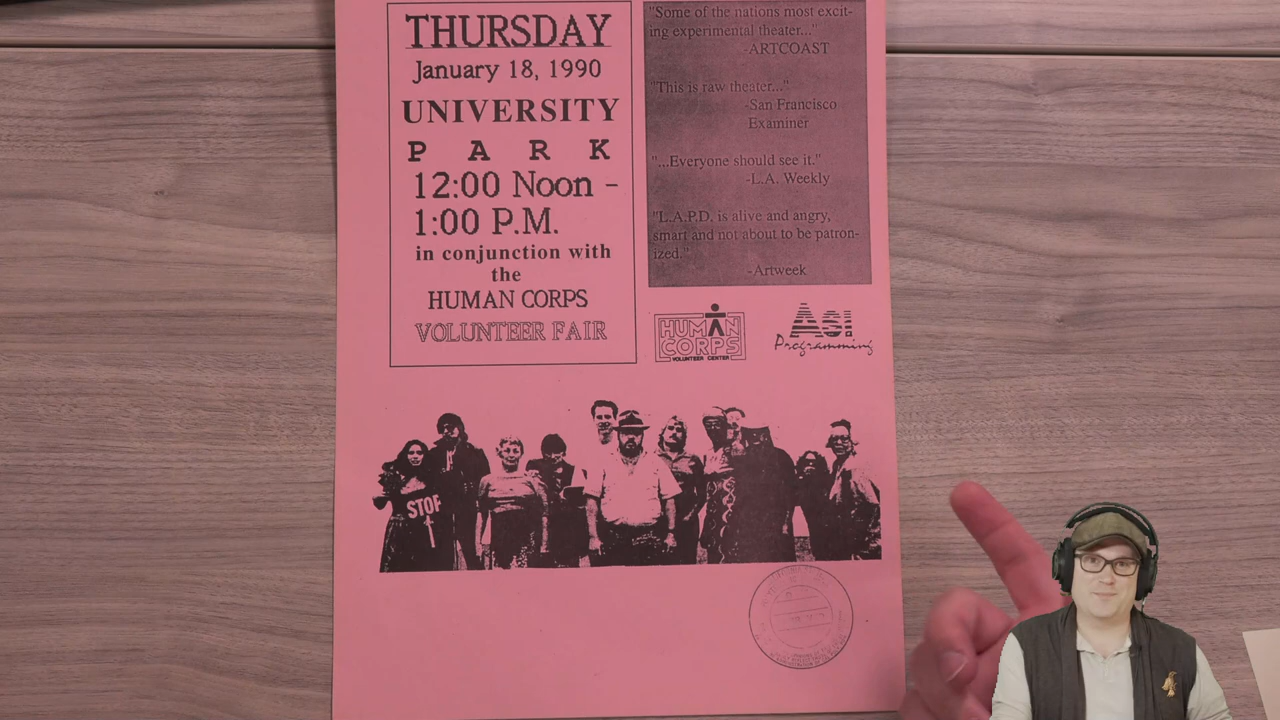 THURSDAY
January 18, 1990
UNIVERSITY
PARK
12:00 Noon -
1:00 P.M.
in conjunction with
the
HUMAN CORPS
VOLUNTEER FAIR
"Some of the nations most excit-
ing experimental theater..."
-ARTCOAST
"This is raw theater..."
-San Francisco
Examiner
"...Everyone should see it."
-L.A. Weekly
"L.A.P.D. is alive and angry,
smart and not about to be patron-
ized."
-Artweek
HUMAN
CORPS
VOLUNTEER CENTER
ASI
Programming
STOP